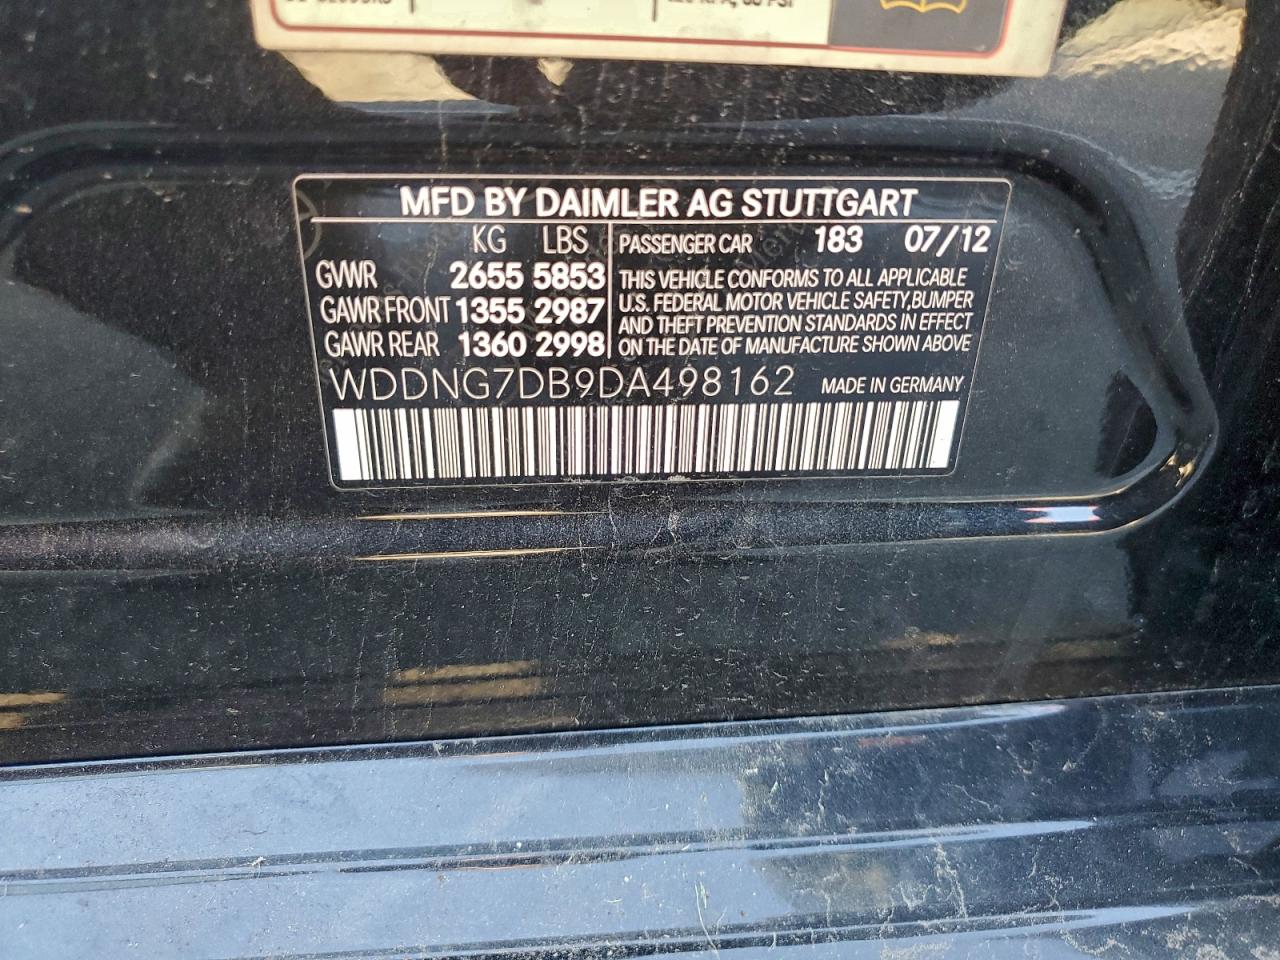 MFD BY DAIMLER AG STUTTGART
KG LBS PASSENGER CAR 183 07/12
GVWR 2655 5853
GAWR FRONT 1355 2987
GAWR REAR 1360 2998
THIS VEHICLE CONFORMS TO ALL APPLICABLE
U.S. FEDERAL MOTOR VEHICLE SAFETY, BUMPER
AND THEFT PREVENTION STANDARDS IN EFFECT
ON THE DATE OF MANUFACTURE SHOWN ABOVE
WDDNG7DB9DA498162 MADE IN GERMANY